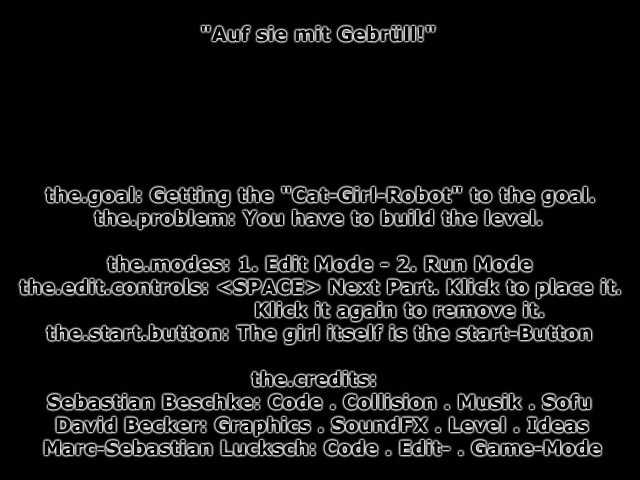 "Auf sie mit Gebrüll!"
the.goal: Getting the "Cat-Girl-Robot" to the goal.
the.problem: You have to build the level.
the.modes: 1. Edit Mode - 2. Run Mode
the.edit.controls: <SPACE> Next Part. Klick to place it.
Klick it again to remove it.
the.start.button: The girl itself is the start-Button
the.credits:
Sebastian Beschke: Code . Collision . Musik . Sofu
David Becker: Graphics . SoundFX . Level . Ideas
Marc-Sebastian Lucksch: Code . Edit- . Game-Mode